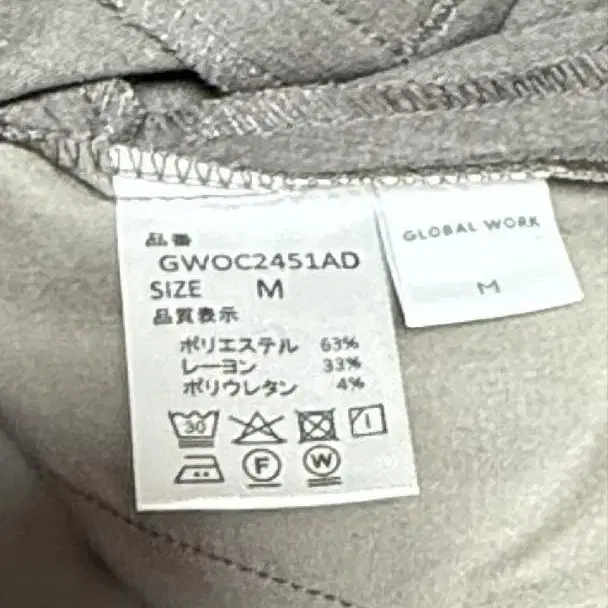 品番
GWOC2451AD
SIZE M
品質表示
ポリエステル 63%
レーヨン 33%
ポリウレタン 4%
30
F W
GLOBAL WORK
M